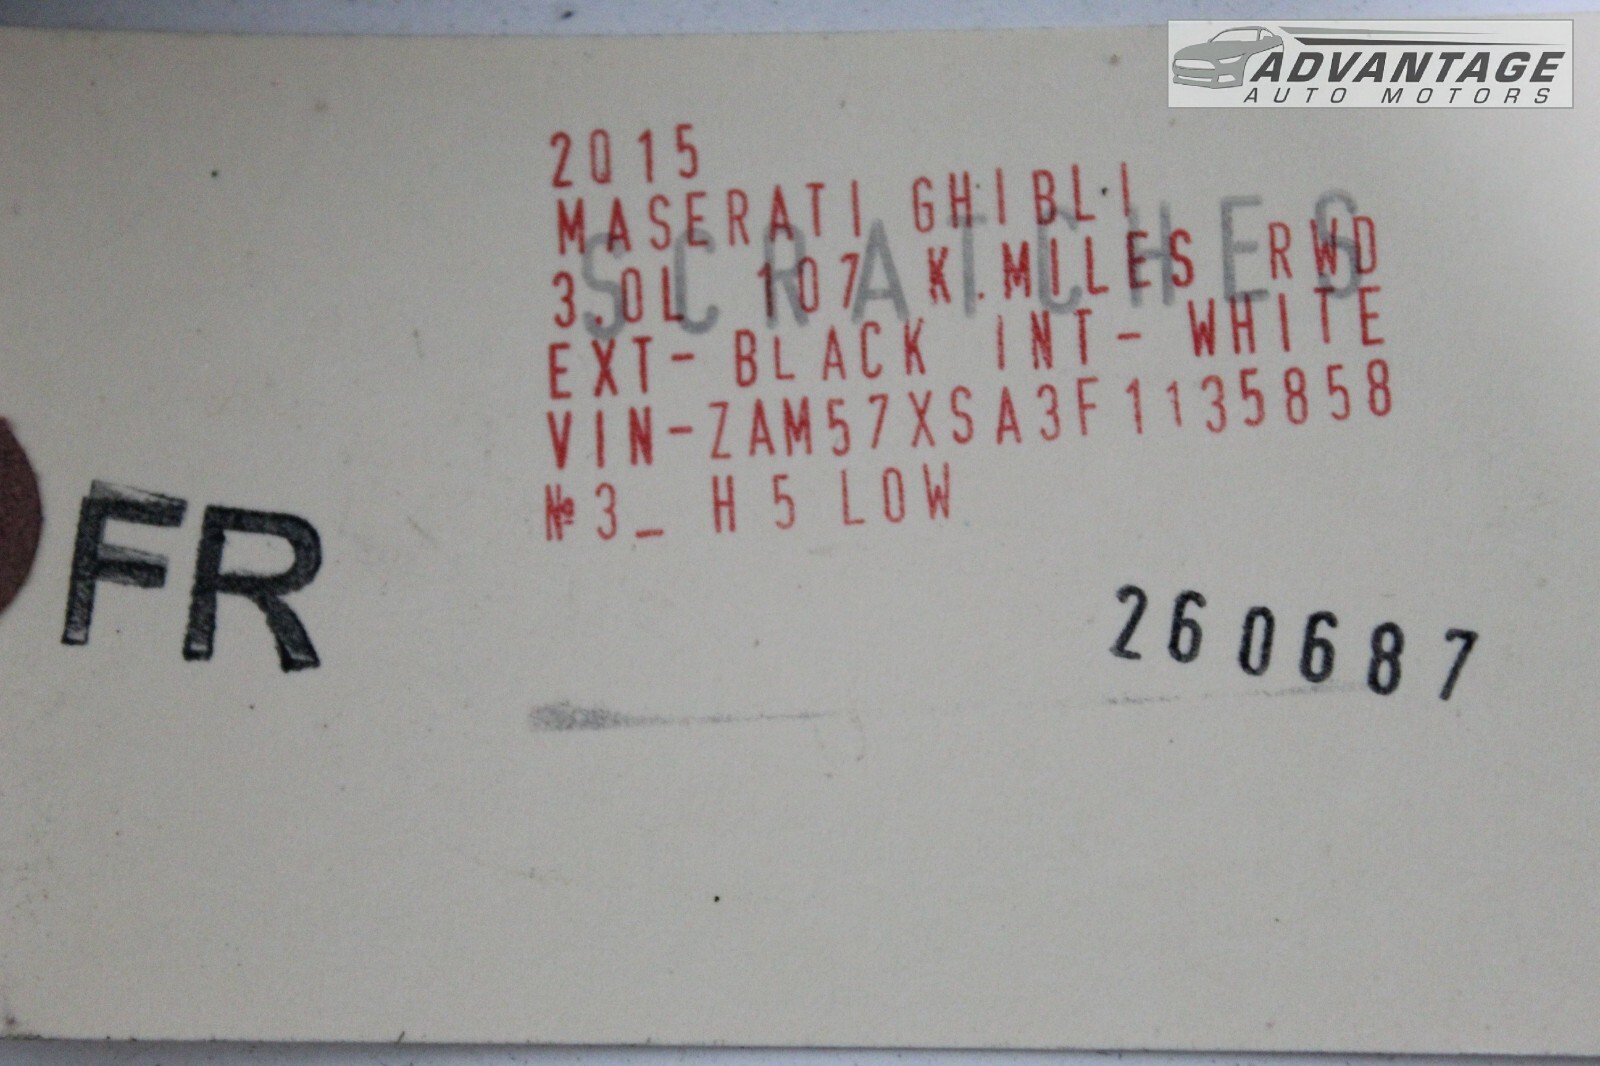 ADVANTAGE
AUTO MOTORS
2015
MASERATI GHIBLI
SCRATCHES
3.0L 107 K.MILES RWD
EXT- BLACK INT- WHITE
VIN-ZAM57XSA3F1135858
№3_ H5 LOW
FR
260687